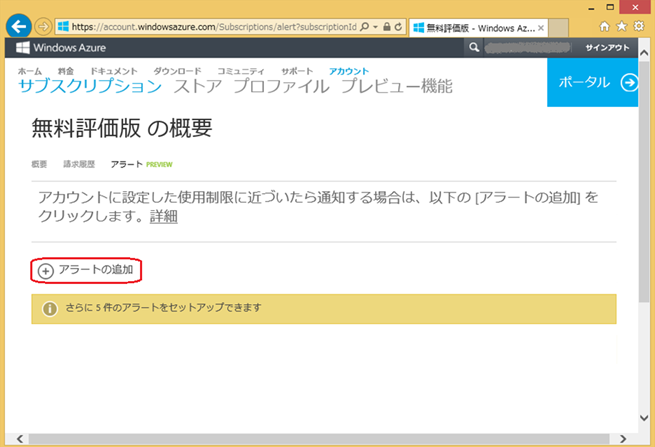 https://account.windowsazure.com/Subscriptions/alert?subscriptionId
無料評価版 - Windows Az...
Windows Azure
サインアウト
ホーム 料金 ドキュメント ダウンロード コミュニティ サポート アカウント
サブスクリプション ストア プロファイル プレビュー機能
ポータル
無料評価版 の概要
概要 請求履歴 アラート PREVIEW
アカウントに設定した使用制限に近づいたら通知する場合は、以下の [アラートの追加] を
クリックします。詳細
アラートの追加
さらに 5 件のアラートをセットアップできます